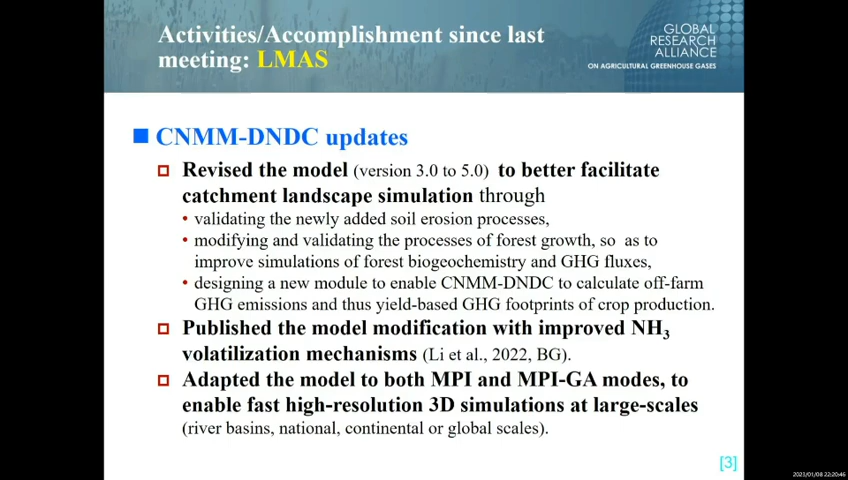 Activities/Accomplishment since last
meeting: LMAS
GLOBAL
RESEARCH
ALLIANCE
ON AGRICULTURAL GREENHOUSE GASES
CNMM-DNDC updates
Revised the model (version 3.0 to 5.0) to better facilitate
catchment landscape simulation through
• validating the newly added soil erosion processes,
• modifying and validating the processes of forest growth, so as to
improve simulations of forest biogeochemistry and GHG fluxes,
• designing a new module to enable CNMM-DNDC to calculate off-farm
GHG emissions and thus yield-based GHG footprints of crop production.
Published the model modification with improved NH3
volatilization mechanisms (Li et al., 2022, BG).
Adapted the model to both MPI and MPI-GA modes, to
enable fast high-resolution 3D simulations at large-scales
(river basins, national, continental or global scales).
[3]
2023/01/08 22:20:46